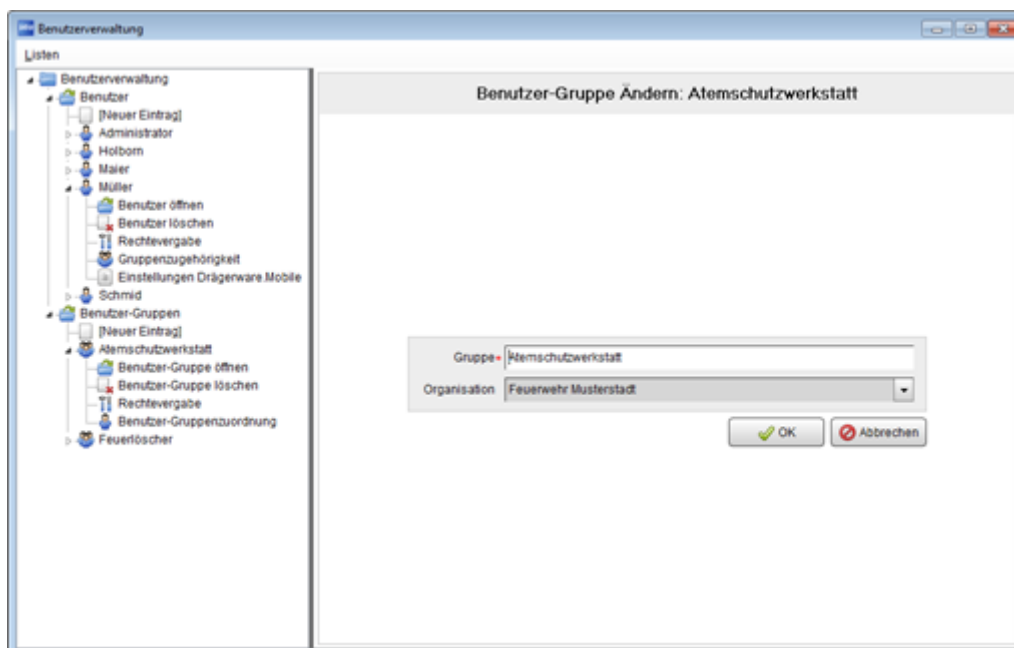 Benutzerverwaltung
Listen
Benutzerverwaltung
Benutzer
[Neuer Eintrag]
Administrator
Holborn
Maier
Müller
Benutzer öffnen
Benutzer löschen
Rechtevergabe
Gruppenzugehörigkeit
Einstellungen Drägerware.Mobile
Schmid
Benutzer-Gruppen
[Neuer Eintrag]
Atemschutzwerkstatt
Benutzer-Gruppe öffnen
Benutzer-Gruppe löschen
Rechtevergabe
Benutzer-Gruppenzuordnung
Feuerlöscher
Benutzer-Gruppe Ändern: Atemschutzwerkstatt
Gruppe* Atemschutzwerkstatt
Organisation Feuerwehr Musterstadt
OK Abbrechen